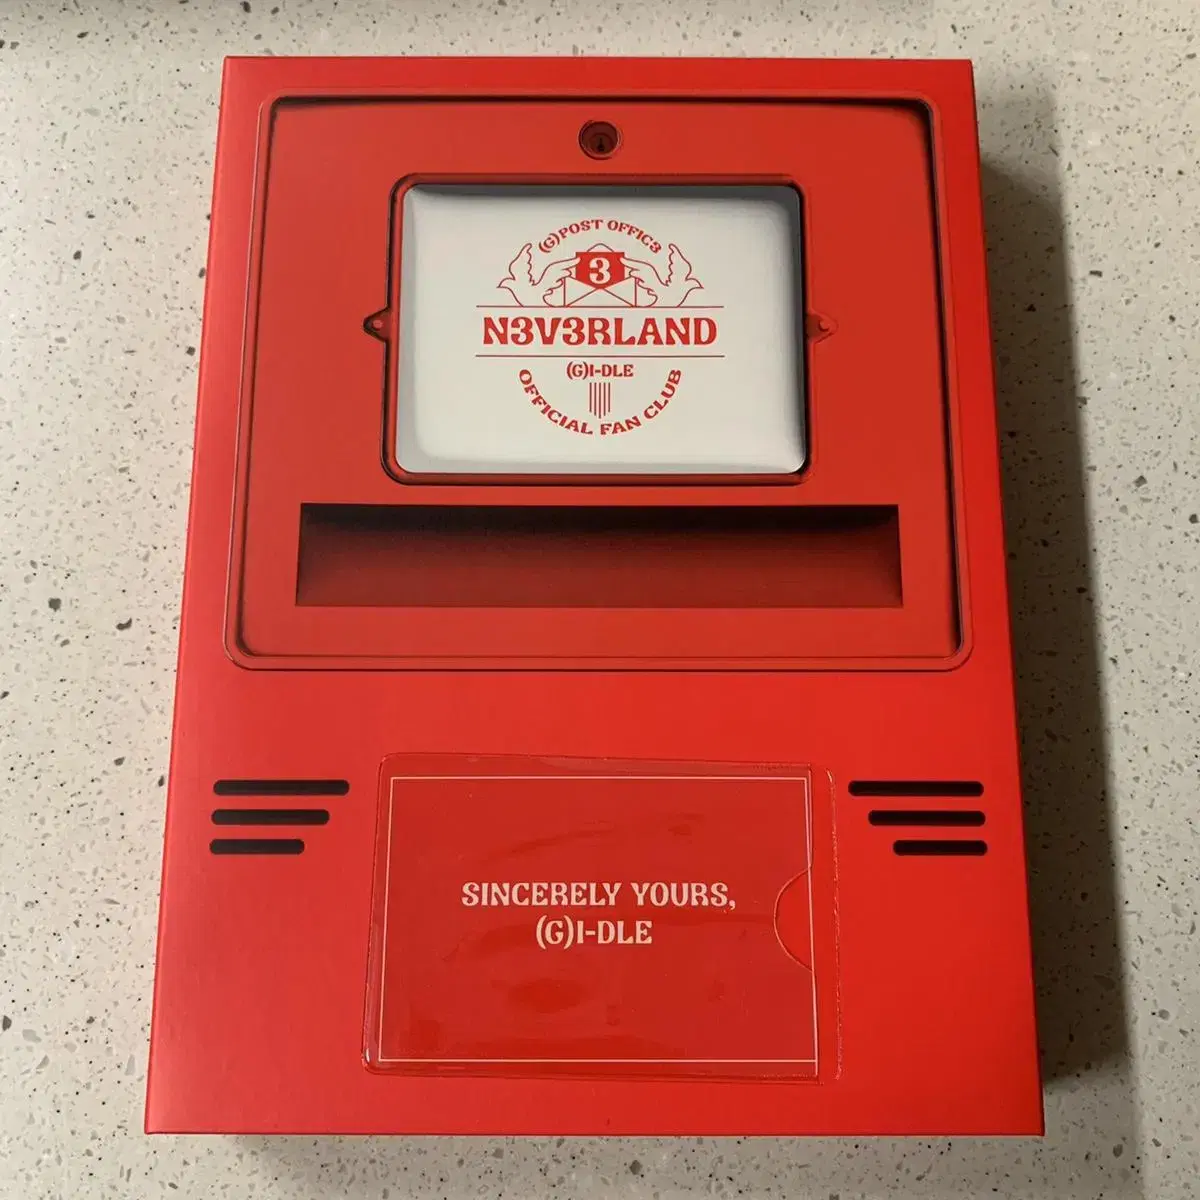 (G)POST OFFIC3
3
N3V3RLAND
(G)I-DLE
OFFICIAL FAN CLUB
SINCERELY YOURS,
(G)I-DLE